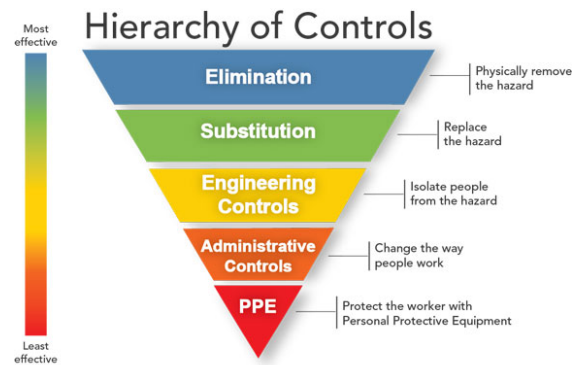 Most
effective
Hierarchy of Controls
Elimination
Physically remove
the hazard
Substitution
Replace
the hazard
Engineering
Controls
Isolate people
from the hazard
Administrative
Controls
Change the way
people work
PPE
Protect the worker with
Personal Protective Equipment
Least
effective